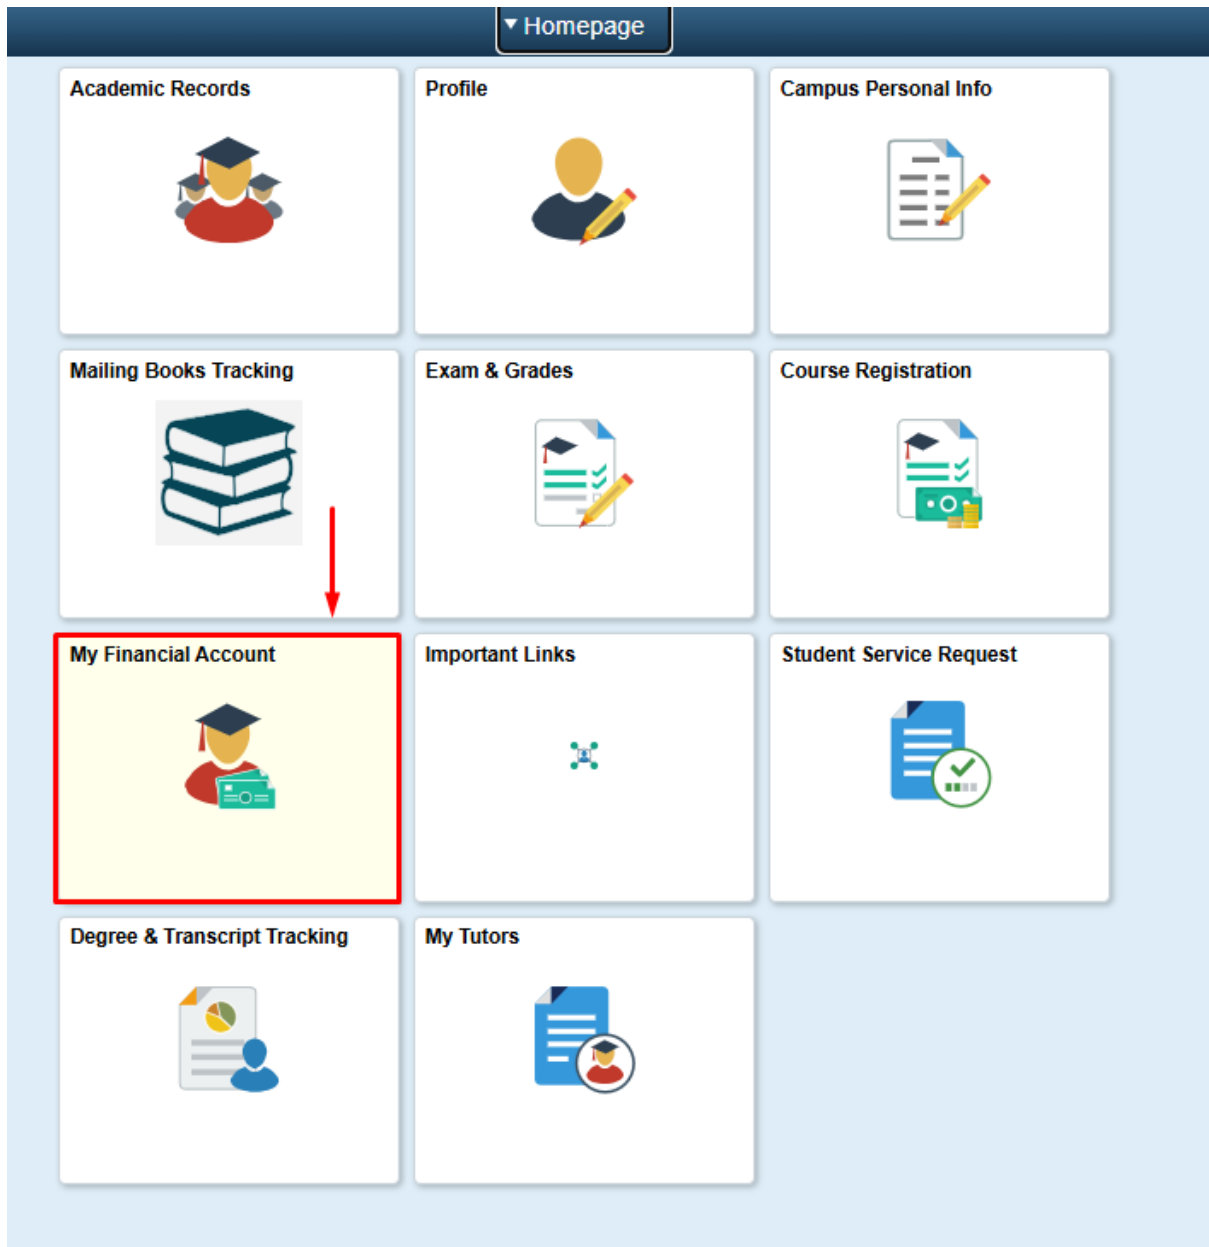 Homepage
Academic Records
Profile
Campus Personal Info
Mailing Books Tracking
Exam & Grades
Course Registration
My Financial Account
Important Links
Student Service Request
Degree & Transcript Tracking
My Tutors